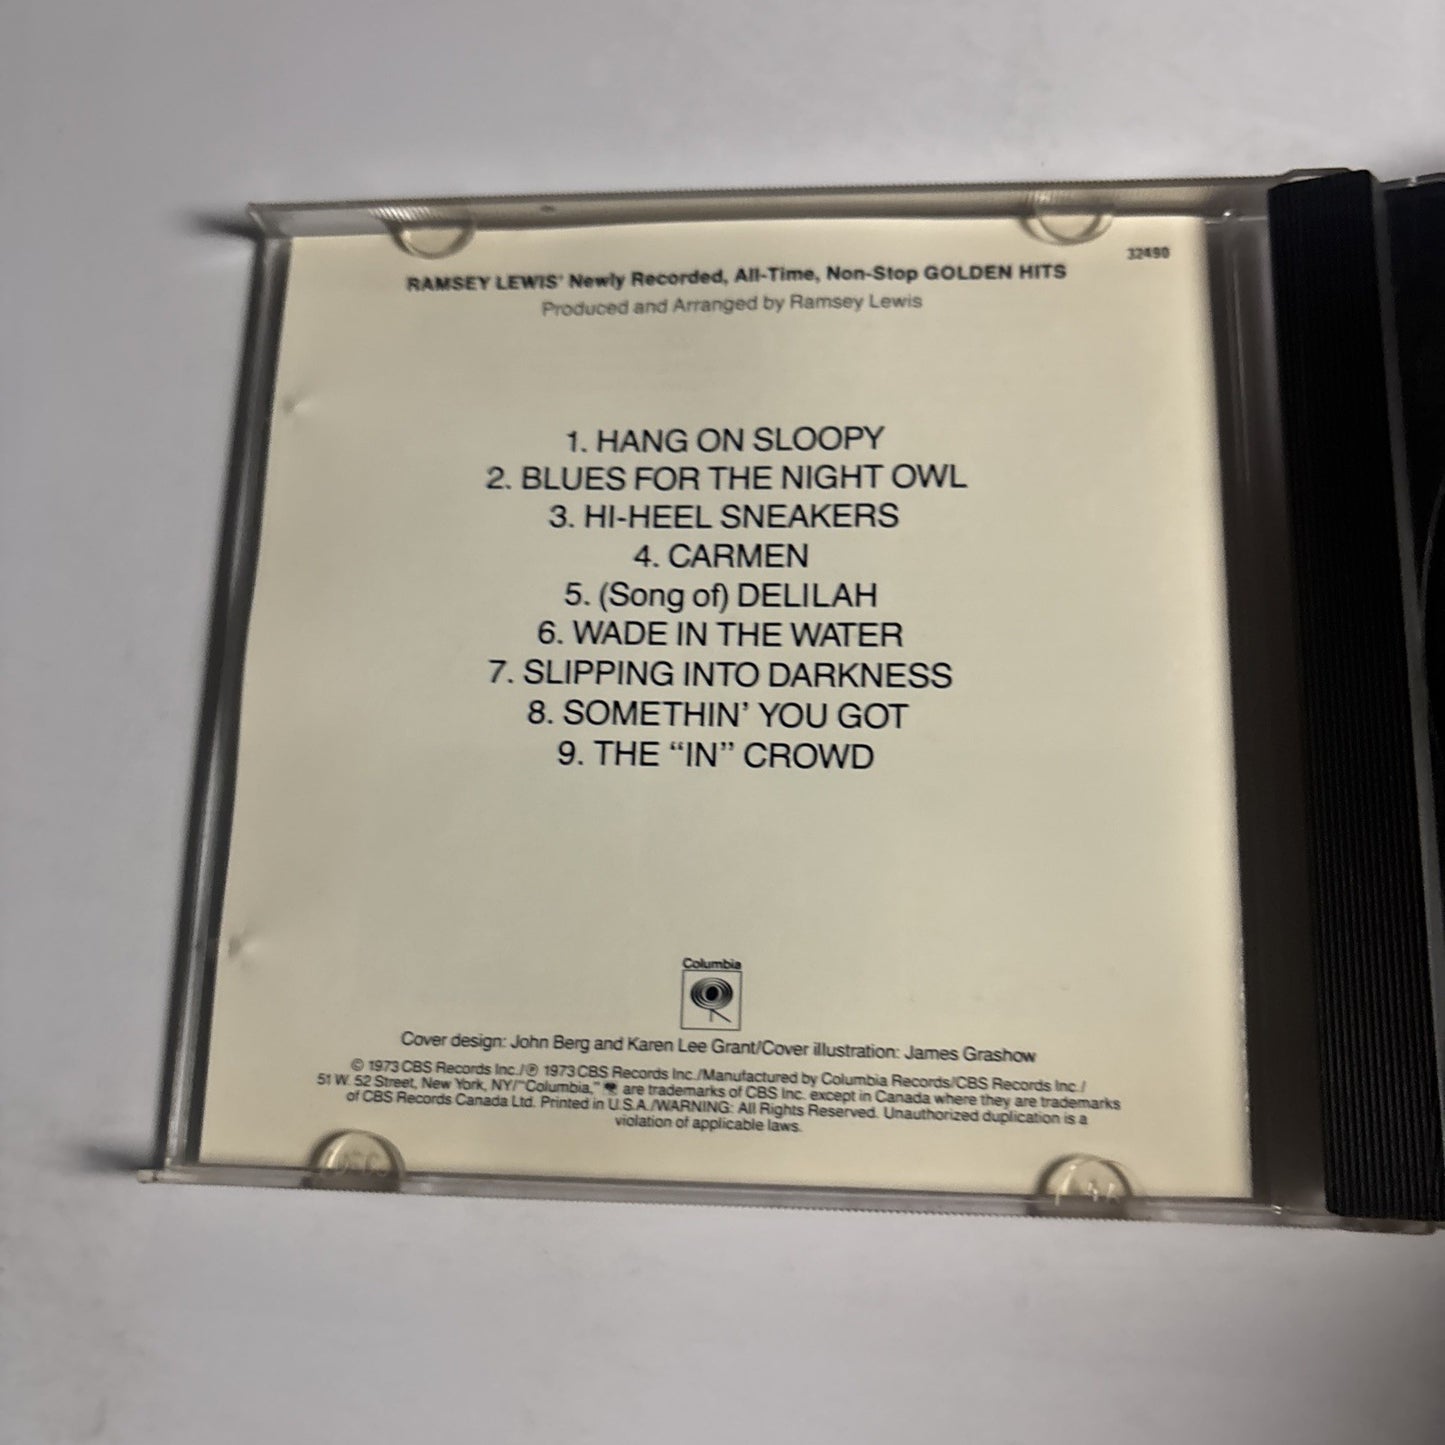 32490
RAMSEY LEWIS' Newly Recorded, All-Time, Non-Stop GOLDEN HITS
Produced and Arranged by Ramsey Lewis
1. HANG ON SLOOPY
2. BLUES FOR THE NIGHT OWL
3. HI-HEEL SNEAKERS
4. CARMEN
5. (Song of) DELILAH
6. WADE IN THE WATER
7. SLIPPING INTO DARKNESS
8. SOMETHIN' YOU GOT
9. THE “IN” CROWD
Columbia
Cover design: John Berg and Karen Lee Grant/Cover illustration: James Grashow
© 1973 CBS Records Inc./℗ 1973 CBS Records Inc./Manufactured by Columbia Records/CBS Records Inc./
51 W. 52 Street, New York, NY/“Columbia,” are trademarks of CBS Inc. except in Canada where they are trademarks
of CBS Records Canada Ltd. Printed in U.S.A./WARNING: All Rights Reserved. Unauthorized duplication is a
violation of applicable laws.